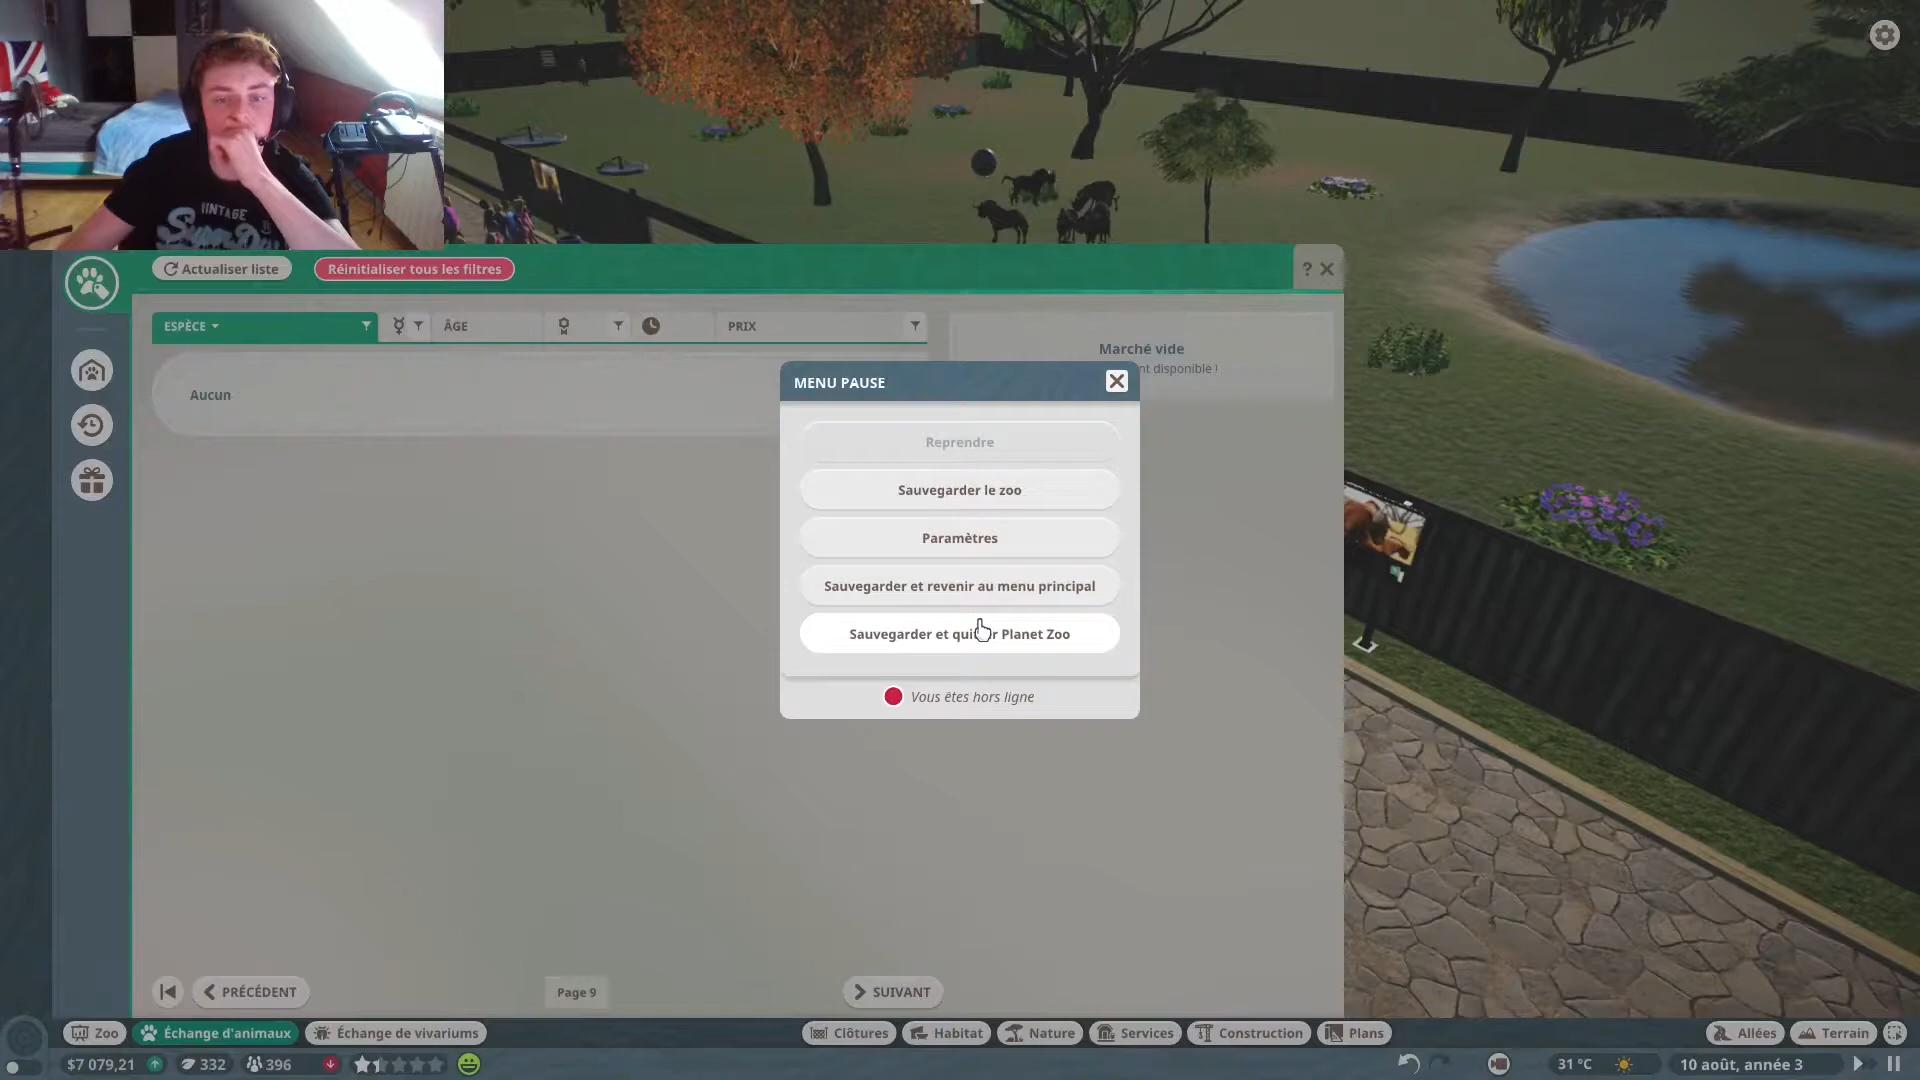 VINTAGE
Actualiser liste
Réinitialiser tous les filtres
?
ESPÈCE
ÂGE
PRIX
Aucun
Marché vide
nt disponible !
MENU PAUSE
Reprendre
Sauvegarder le zoo
Paramètres
Sauvegarder et revenir au menu principal
Sauvegarder et quitter Planet Zoo
Vous êtes hors ligne
PRÉCÉDENT
Page 9
SUIVANT
Zoo
Échange d'animaux
Échange de vivariums
Clôtures
Habitat
Nature
Services
Construction
Plans
Allées
Terrain
$7 079,21
332
396
31 °C
10 août, année 3